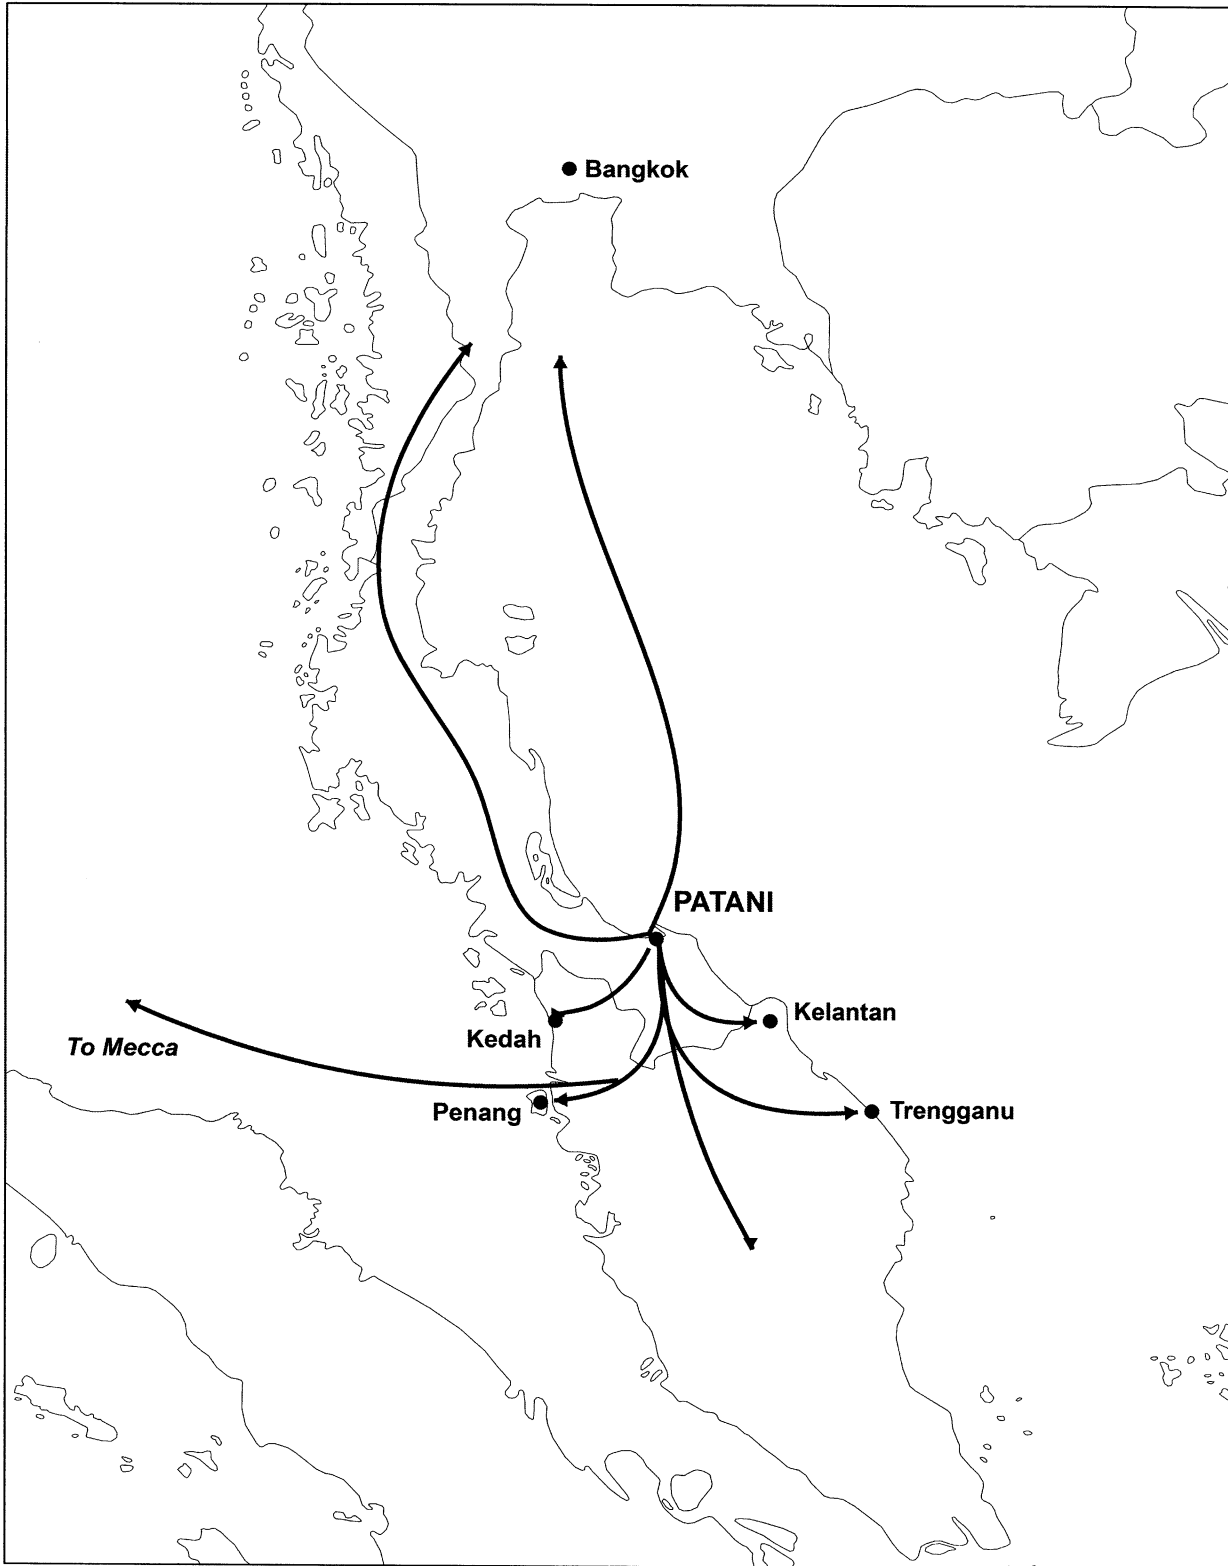 Bangkok
PATANI
Kelantan
Kedah
To Mecca
Penang
Trengganu